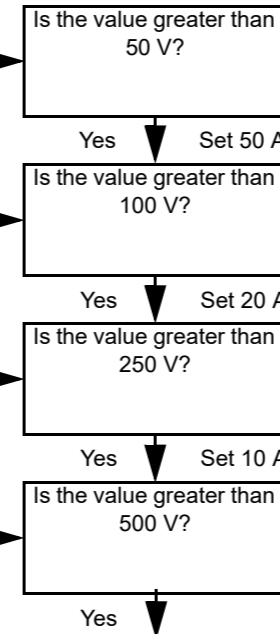 Is the value greater than
50 V?
Yes Set 50 A
Is the value greater than
100 V?
Yes Set 20 A
Is the value greater than
250 V?
Yes Set 10 A
Is the value greater than
500 V?
Yes